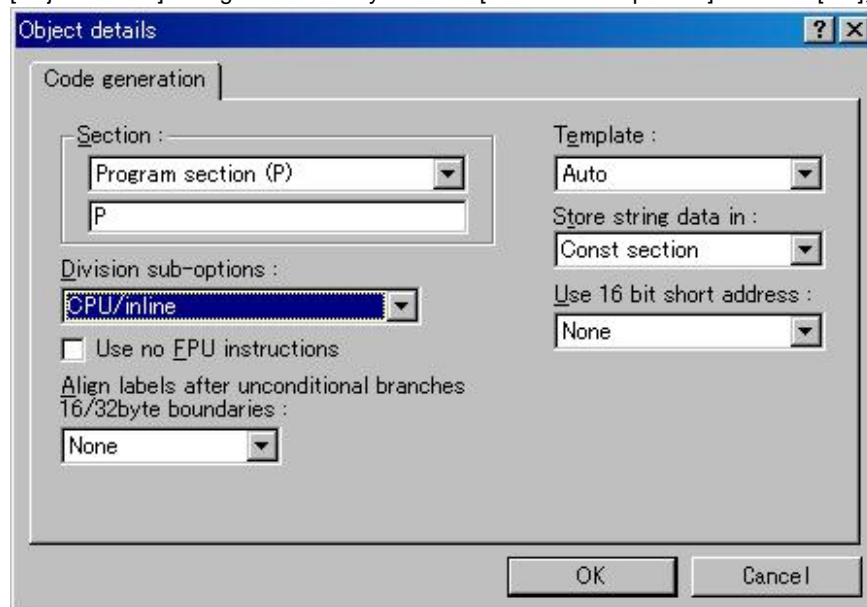 Object details
Code generation
Section :
Program section (P)
P
Division sub-options :
CPU/inline
Use no FPU instructions
Align labels after unconditional branches
16/32byte boundaries :
None
Template :
Auto
Store string data in :
Const section
Use 16 bit short address :
None
OK
Cancel